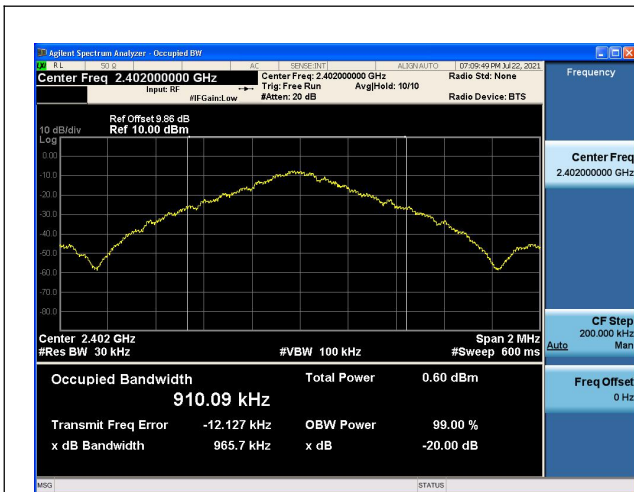 Agilent Spectrum Analyzer - Occupied BW
RL 50 Ω AC SENSE:INT ALIGN AUTO 07:09:49 PM Jul 22, 2021
Center Freq 2.402000000 GHz Center Freq: 2.402000000 GHz Radio Std: None Frequency
Input: RF Trig: Free Run Avg|Hold: 10/10
#IFGain:Low #Atten: 20 dB Radio Device: BTS
Ref Offset 9.86 dB
10 dB/div Ref 10.00 dBm
Log
0.00
-10.0
-20.0
-30.0
-40.0
-50.0
-60.0
-70.0
-80.0
Center Freq
2.402000000 GHz
Center 2.402 GHz Span 2 MHz
#Res BW 30 kHz #VBW 100 kHz #Sweep 600 ms
CF Step
200.000 kHz
Auto Man
Occupied Bandwidth Total Power 0.60 dBm
910.09 kHz
Transmit Freq Error -12.127 kHz OBW Power 99.00 %
x dB Bandwidth 965.7 kHz x dB -20.00 dB
Freq Offset
0 Hz
MSG STATUS